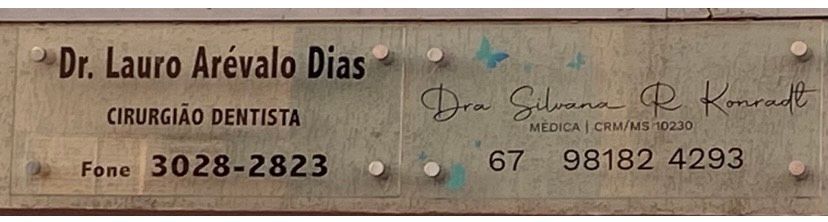 Dr. Lauro Arévalo Dias
CIRURGIÃO DENTISTA
Fone 3028-2823
Dra Silvana R Konradt
MÉDICA | CRM/MS 10230
67 98182 4293